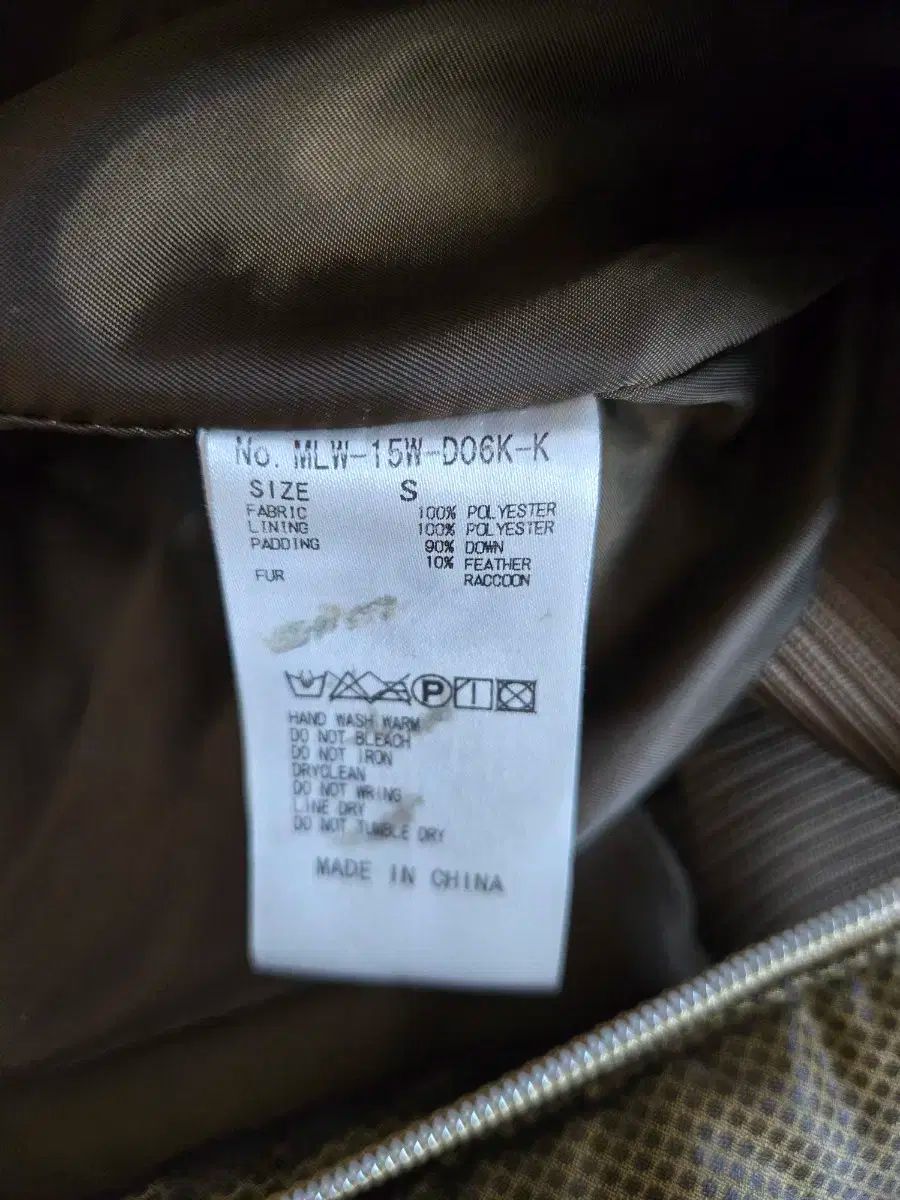 No. MLW-15W-D06K-K
SIZE S
FABRIC 100% POLYESTER
LINING 100% POLYESTER
PADDING 90% DOWN
10% FEATHER
FUR RACCOON
P
HAND WASH WARM
DO NOT BLEACH
DO NOT IRON
DRYCLEAN
DO NOT WRING
LINE DRY
DO NOT TUMBLE DRY
MADE IN CHINA